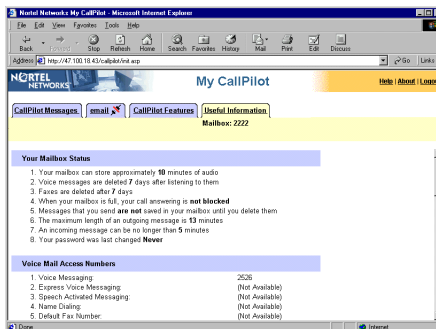 Nortel Networks My CallPilot - Microsoft Internet Explorer
File Edit View Favorites Tools Help
Back Forward Stop Refresh Home Search Favorites History Mail Print Edit Discuss
Address http://47.100.18.43/callpilot/init.asp Go Links
NORTEL NETWORKS My CallPilot Help | About | Logou
CallPilot Messages email CallPilot Features Useful Information
Mailbox: 2222
Your Mailbox Status
1. Your mailbox can store approximately 10 minutes of audio
2. Voice messages are deleted 7 days after listening to them
3. Faxes are deleted after 7 days
4. When your mailbox is full, your call answering is not blocked
5. Messages that you send are not saved in your mailbox until you delete them
6. The maximum length of an outgoing message is 13 minutes
7. An incoming message can be no longer than 5 minutes
8. Your password was last changed Never
Voice Mail Access Numbers
1. Voice Messaging: 2526
2. Express Voice Messaging: (Not Available)
3. Speech Activated Messaging: (Not Available)
4. Name Dialing: (Not Available)
5. Default Fax Number: (Not Available)
Done Internet